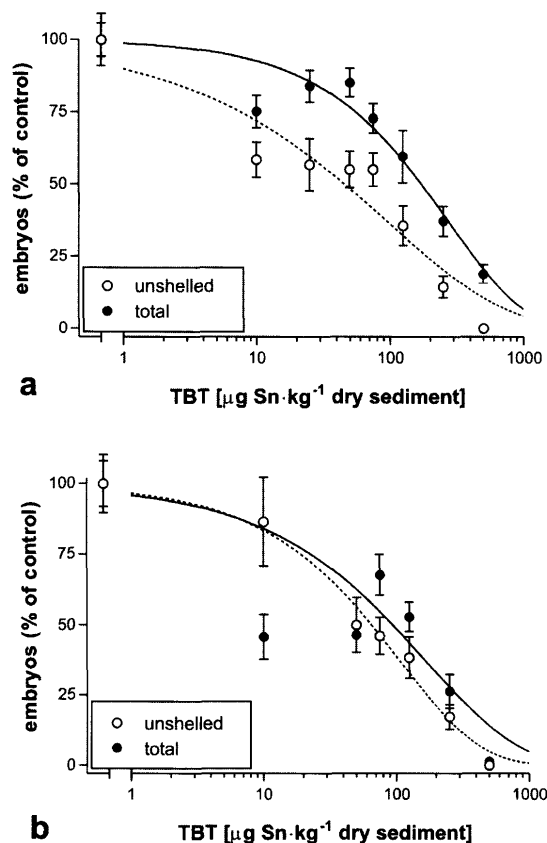 100
75
50
25
0
embryos (% of control)
unshelled
total
1
10
100
1000
a
TBT [μg Sn·kg⁻¹ dry sediment]
100
75
50
25
0
embryos (% of control)
unshelled
total
1
10
100
1000
b
TBT [μg Sn·kg⁻¹ dry sediment]